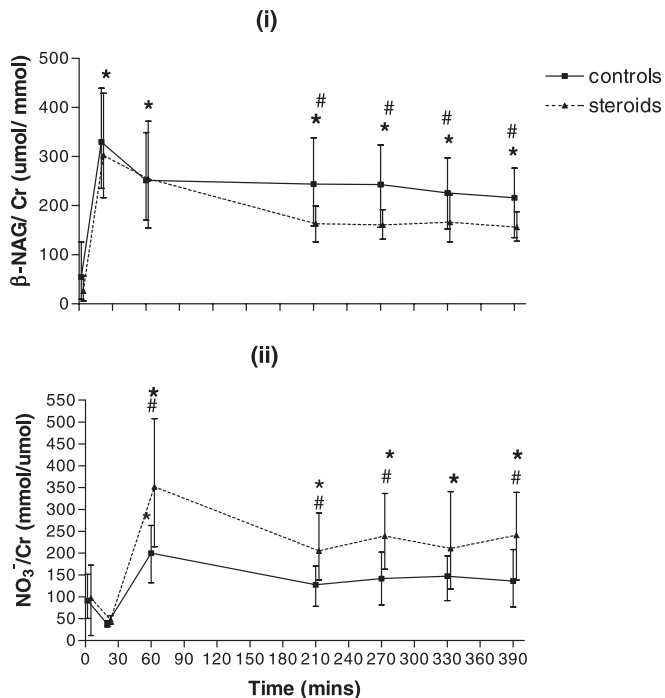 (i)
β-NAG/ Cr (umol/ mmol)
500
400
300
200
100
0
* * # * # * # * # *
controls
steroids
(ii)
NO3⁻/Cr (mmol/umol)
550
500
450
400
350
300
250
200
150
100
50
0
* # * * # * # * * #
0 30 60 90 120 150 180 210 240 270 300 330 360 390
Time (mins)